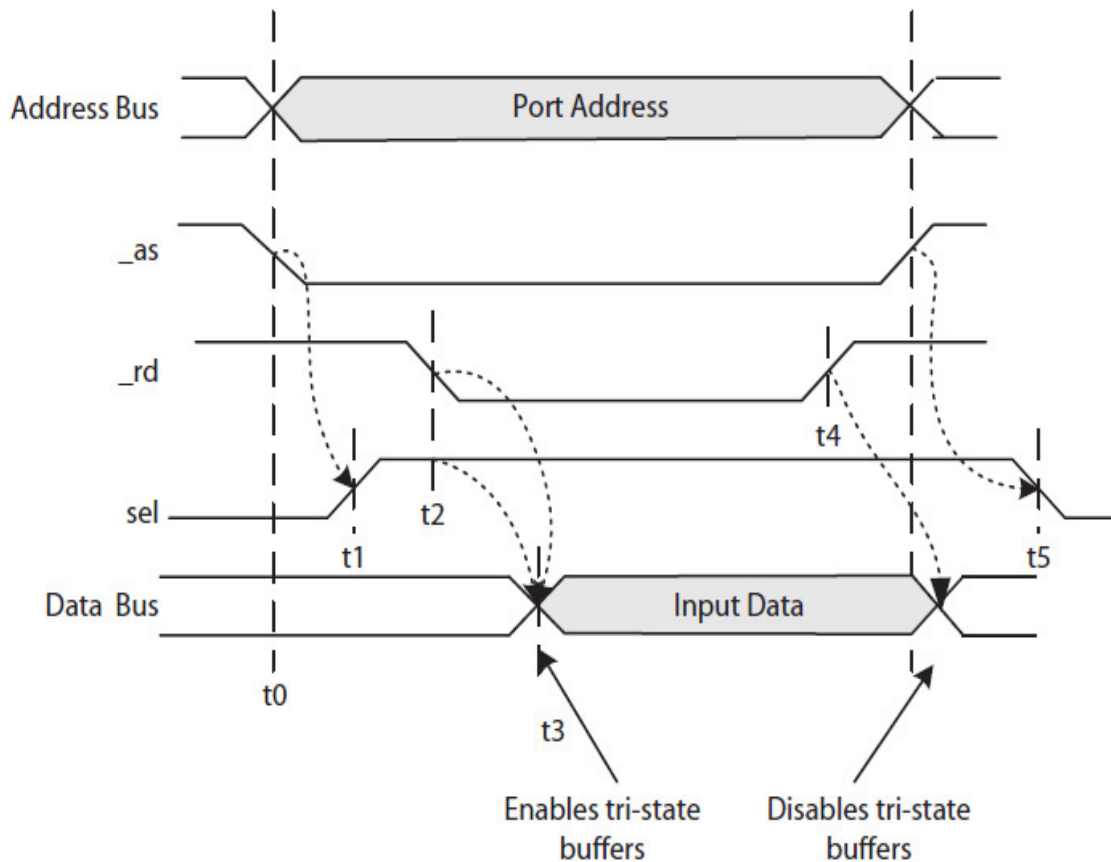 Address Bus
Port Address
_as
_rd
t4
t2
sel
t1
t5
Data  Bus
Input Data
t0
t3
Enables tri-state
buffers
Disables tri-state
buffers